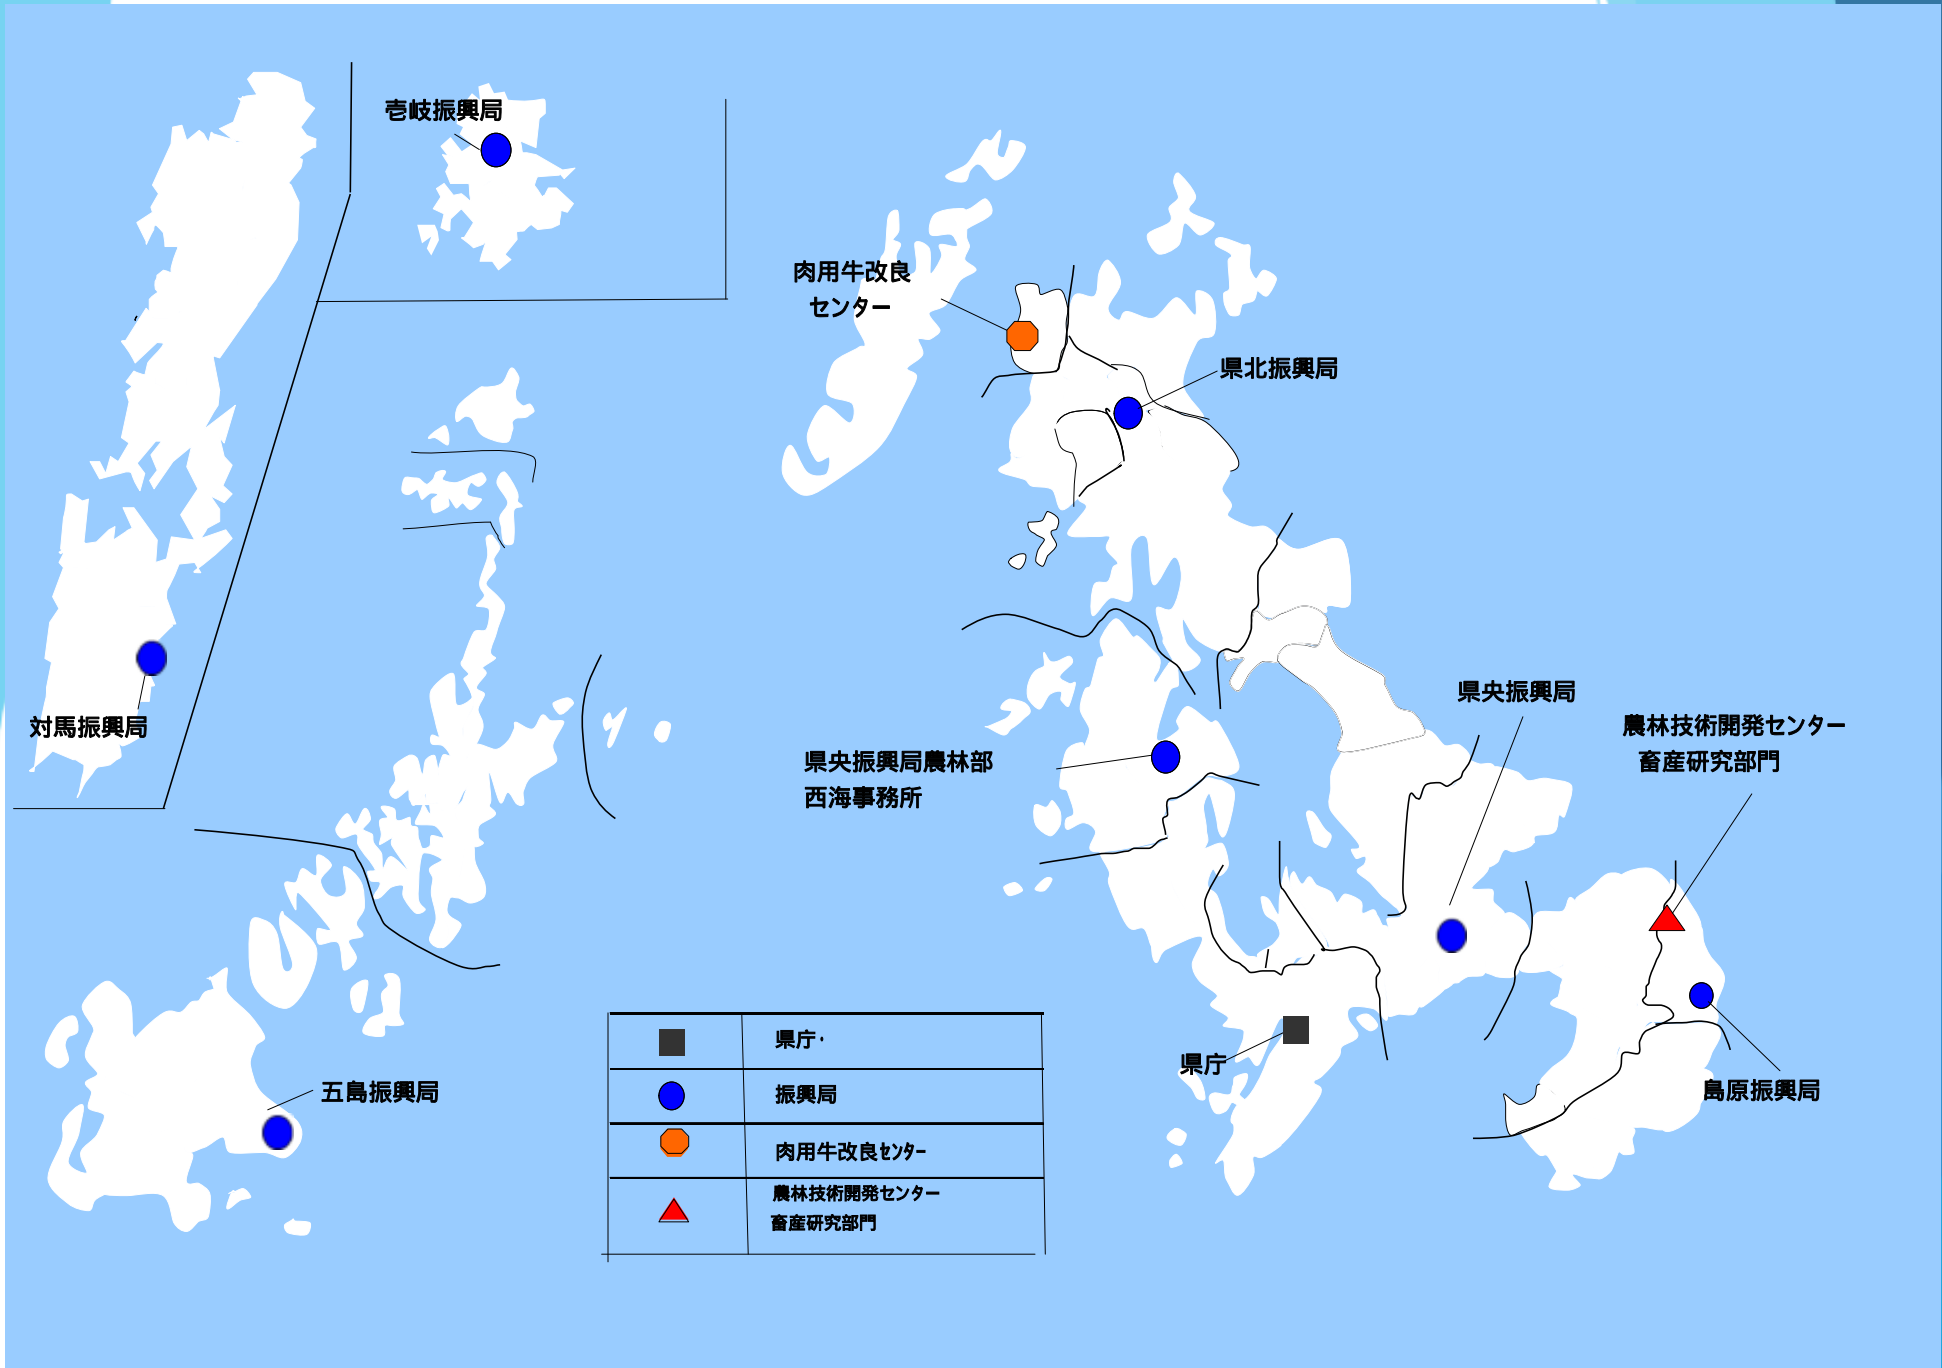 壱岐振興局
肉用牛改良
センター
県北振興局
県央振興局
農林技術開発センター
畜産研究部門
対馬振興局
県央振興局農林部
西海事務所
県庁
五島振興局
島原振興局
県庁・
振興局
肉用牛改良ｾﾝﾀｰ
農林技術開発センター
畜産研究部門